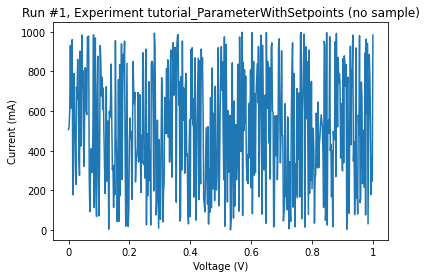 Run #1, Experiment tutorial_ParameterWithSetpoints (no sample)
1000
800
600
400
200
0
Current (mA)
0 0.2 0.4 0.6 0.8 1
Voltage (V)